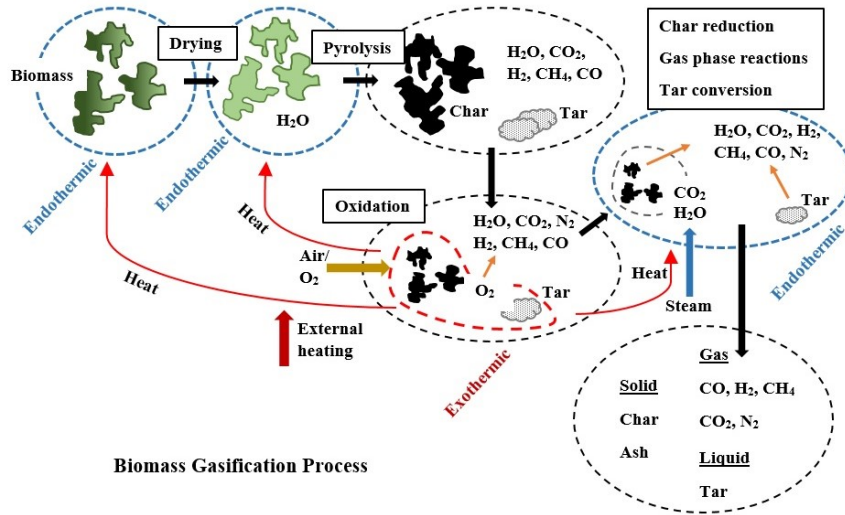 Biomass
Drying
H₂O
Pyrolysis
Char
H₂O, CO₂,
H₂, CH₄, CO
Tar
Char reduction
Gas phase reactions
Tar conversion
H₂O, CO₂, H₂,
CH₄, CO, N₂
CO₂
H₂O
Tar
Endothermic
Endothermic
Endothermic
Oxidation
H₂O, CO₂, N₂
H₂, CH₄, CO
Heat
Heat
Heat
Air/
O₂
O₂
Tar
Steam
External
heating
Exothermic
Gas
CO, H₂, CH₄
CO₂, N₂
Solid
Char
Ash
Liquid
Tar
Biomass Gasification Process